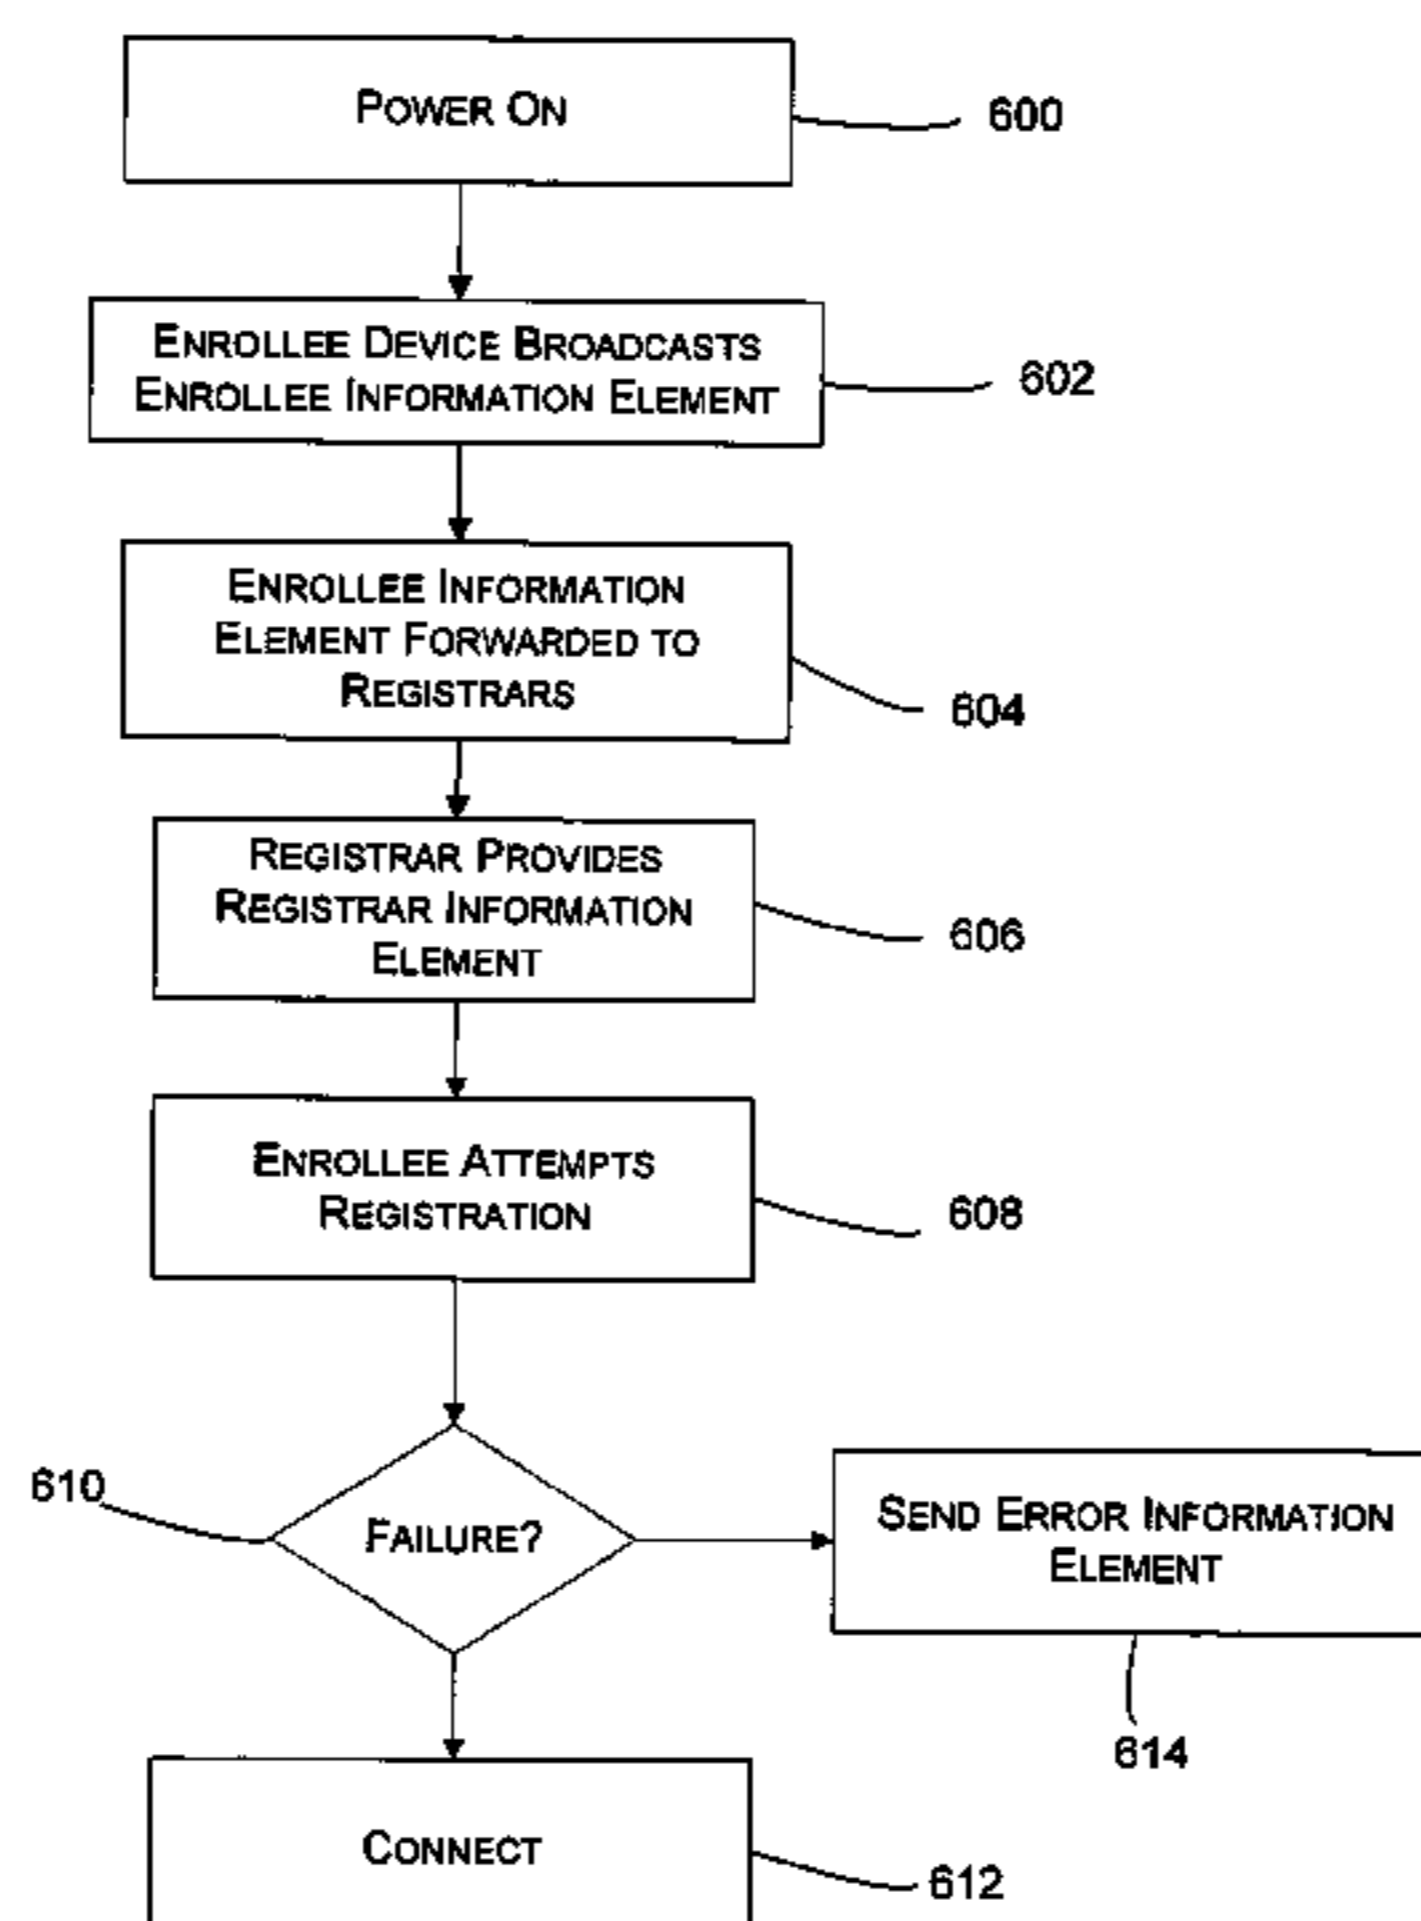 POWER ON
600
ENROLLEE DEVICE BROADCASTS
ENROLLEE INFORMATION ELEMENT
602
ENROLLEE INFORMATION
ELEMENT FORWARDED TO
REGISTRARS
604
REGISTRAR PROVIDES
REGISTRAR INFORMATION
ELEMENT
606
ENROLLEE ATTEMPTS
REGISTRATION
608
610
FAILURE?
SEND ERROR INFORMATION
ELEMENT
614
CONNECT
612